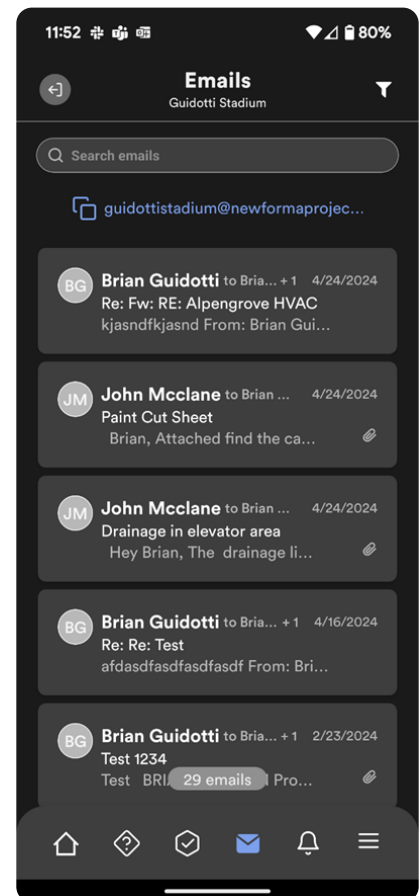 11:52 80%
Emails
Guidotti Stadium
Search emails
guidottistadium@newformaprojec...
BG Brian Guidotti to Bria... + 1 4/24/2024
Re: Fw: RE: Alpengrove HVAC
kjasndfkjasnd From: Brian Gui...
JM John Mcclane to Brian ... 4/24/2024
Paint Cut Sheet
Brian, Attached find the ca...
JM John Mcclane to Brian ... 4/24/2024
Drainage in elevator area
Hey Brian, The drainage li...
BG Brian Guidotti to Bria... + 1 4/16/2024
Re: Re: Test
afdasdfasdfasdfasdf From: Bri...
BG Brian Guidotti to Bria... + 1 2/23/2024
Test 1234
Test BRI 29 emails Pro...